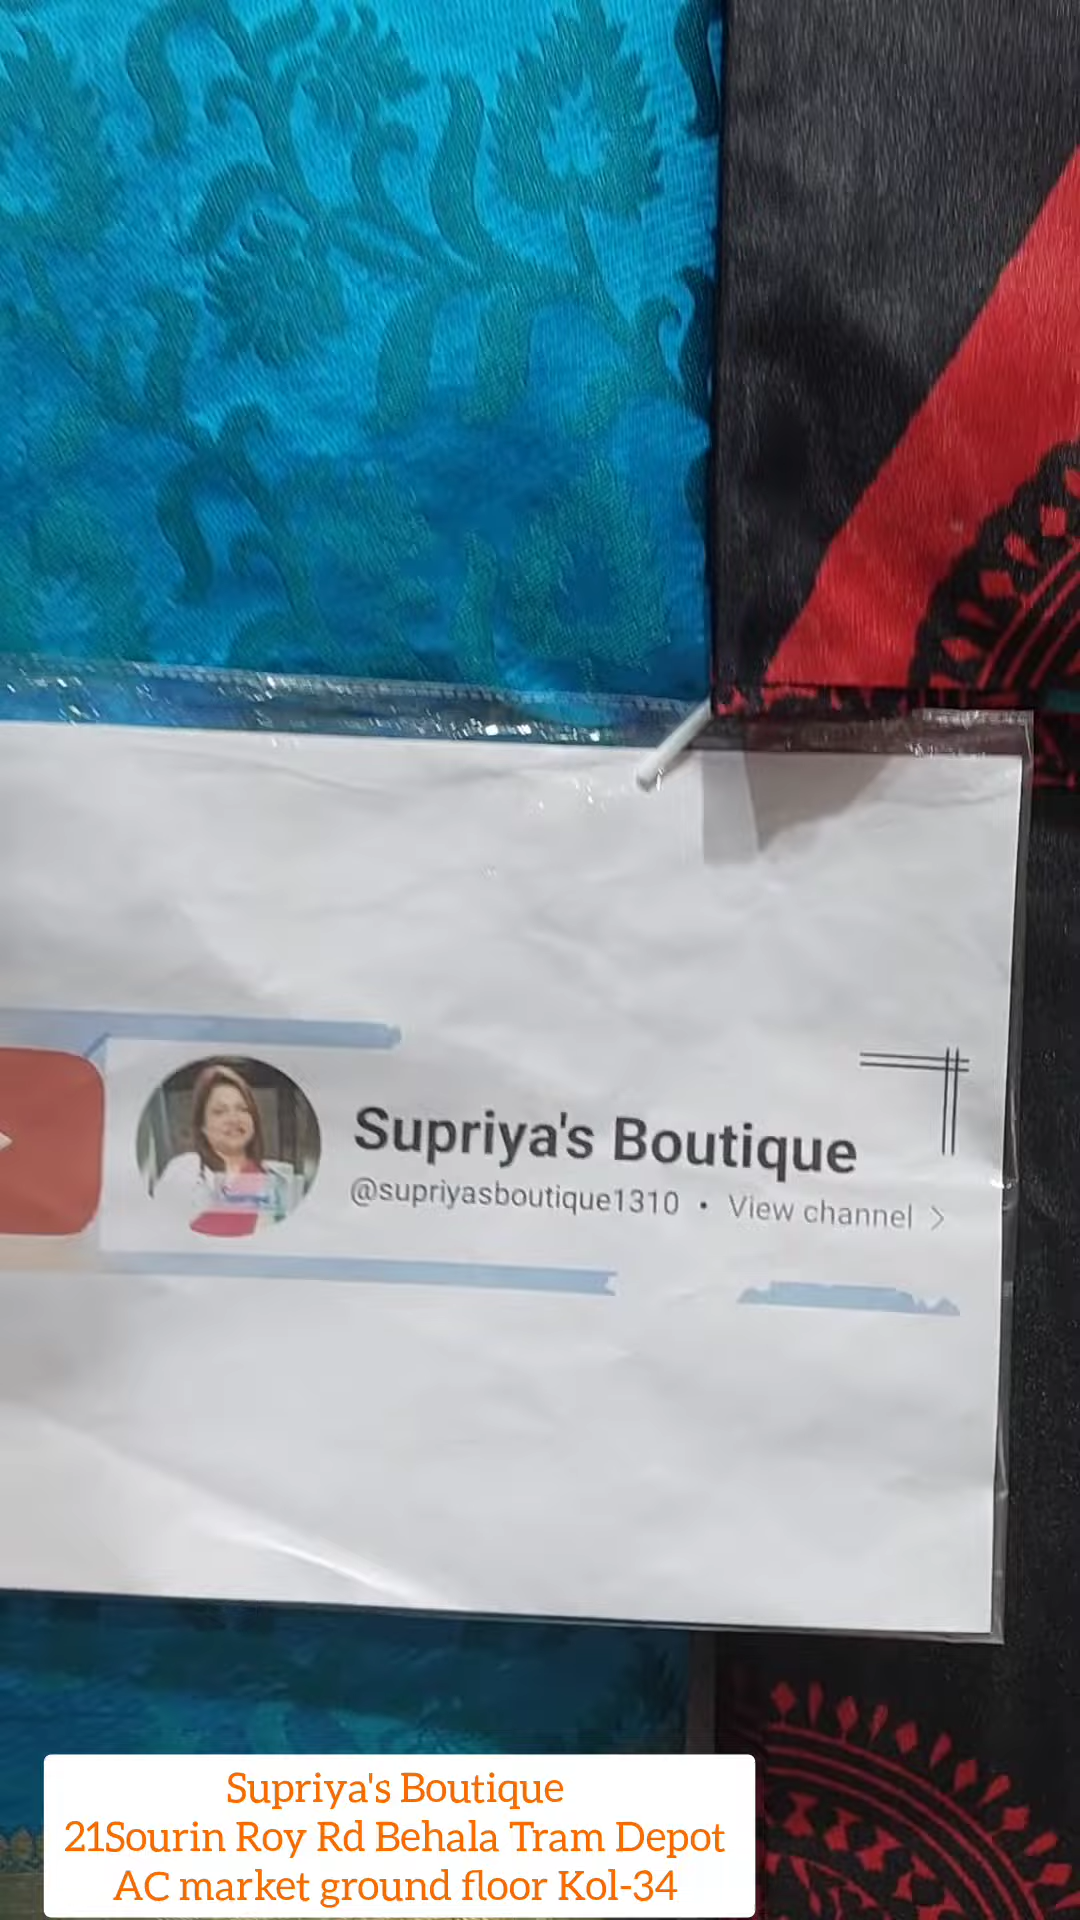 Supriya's Boutique
@supriyasboutique1310 • View channel >
Supriya's Boutique
21Sourin Roy Rd Behala Tram Depot
AC market ground floor Kol-34